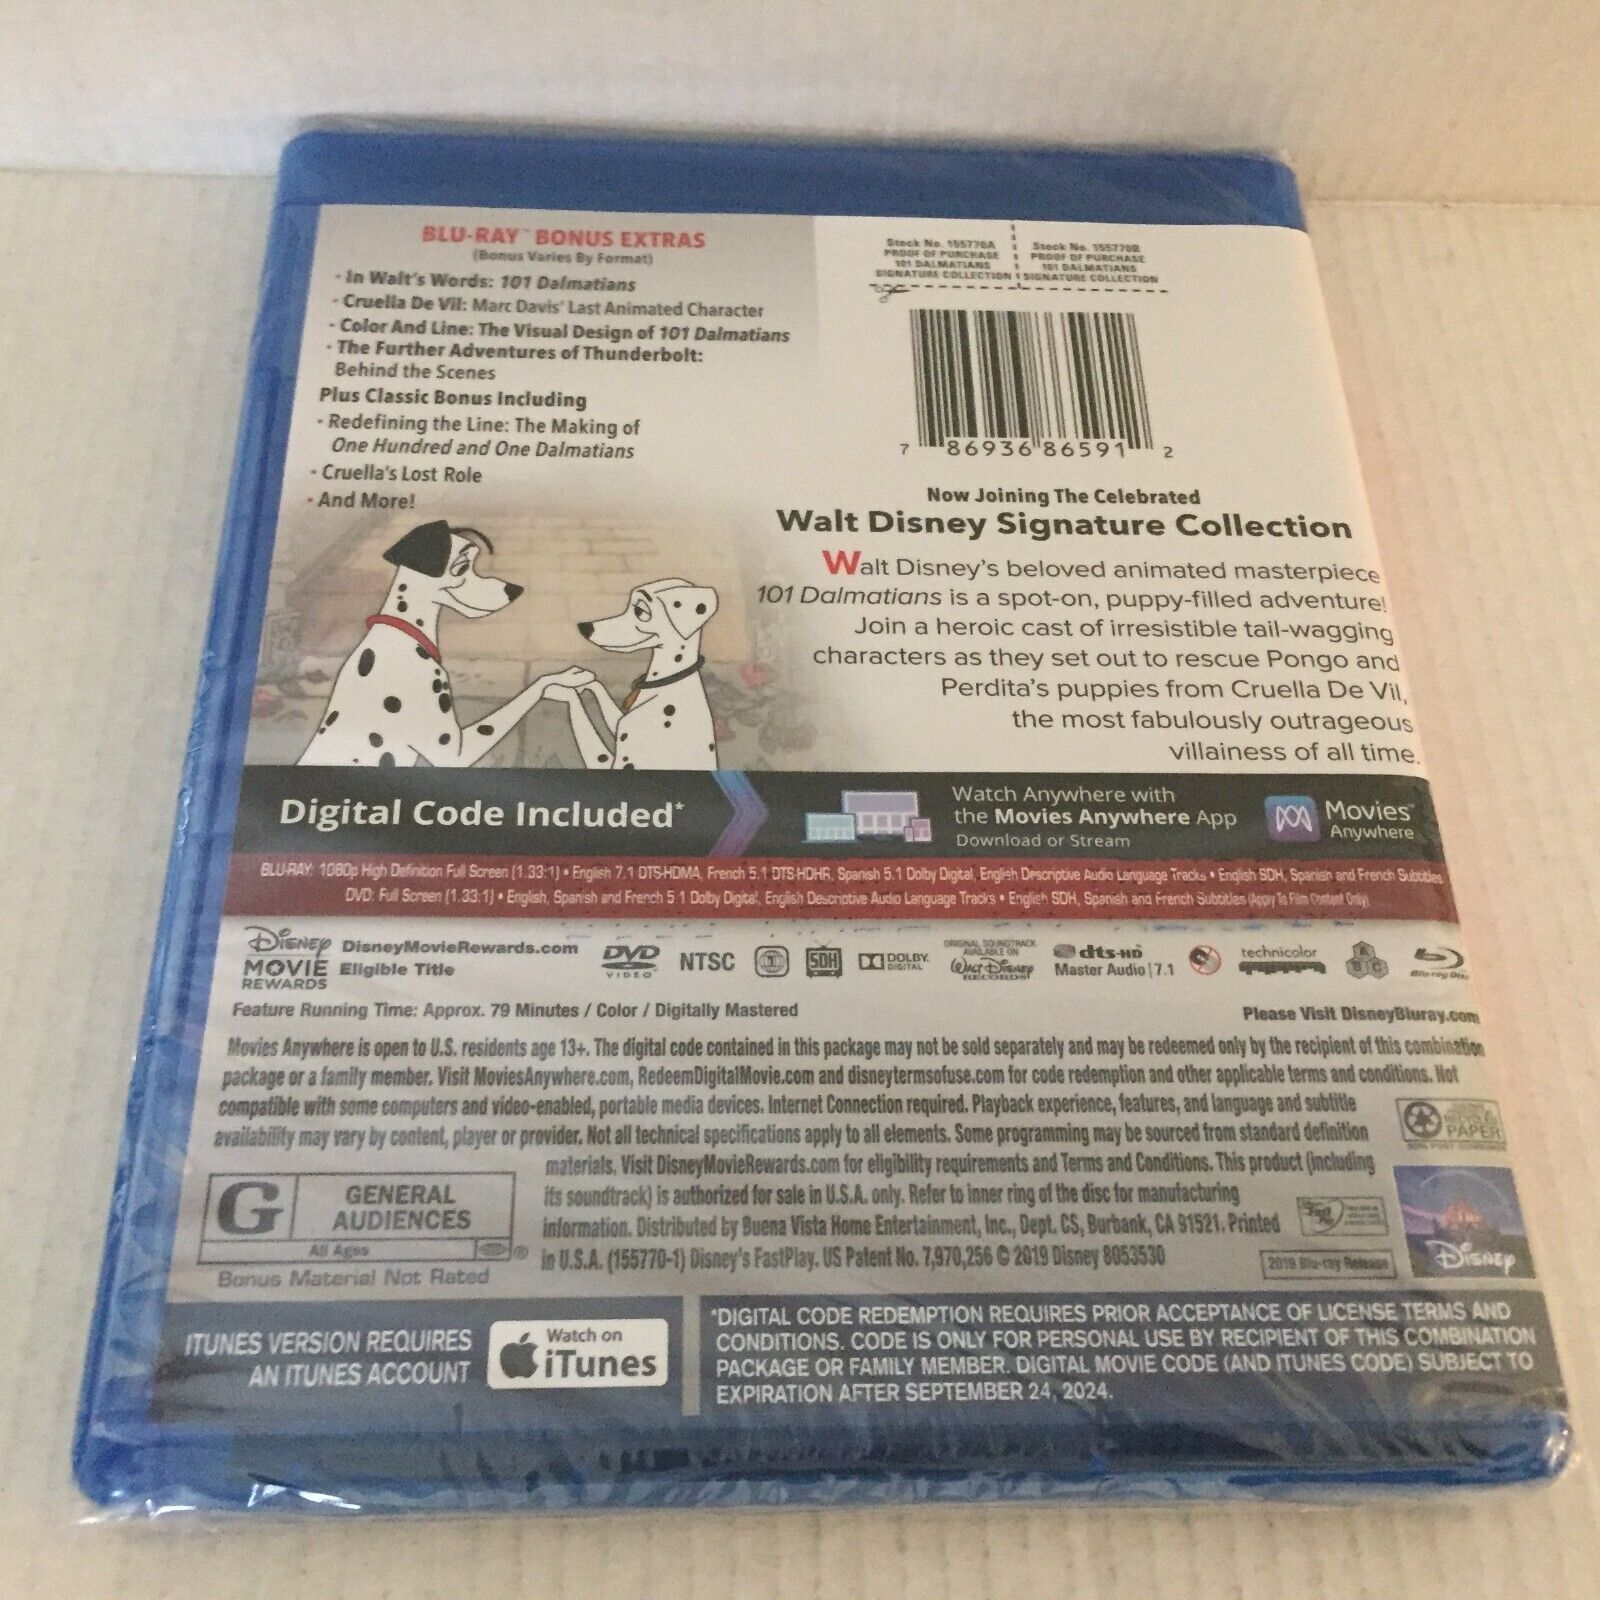 BLU-RAY™ BONUS EXTRAS
(Bonus Varies By Format)
• In Walt's Words: 101 Dalmatians
• Cruella De Vil: Marc Davis' Last Animated Character
• Color And Line: The Visual Design of 101 Dalmatians
• The Further Adventures of Thunderbolt:
Behind the Scenes
Plus Classic Bonus Including
• Redefining the Line: The Making of
One Hundred and One Dalmatians
• Cruella's Lost Role
• And More!
Stock No. 155770A
PROOF OF PURCHASE
101 DALMATIANS
SIGNATURE COLLECTION
Stock No. 155770B
PROOF OF PURCHASE
101 DALMATIANS
SIGNATURE COLLECTION
7 86936 86591 2
Now Joining The Celebrated
Walt Disney Signature Collection
Walt Disney's beloved animated masterpiece
101 Dalmatians is a spot-on, puppy-filled adventure!
Join a heroic cast of irresistible tail-wagging
characters as they set out to rescue Pongo and
Perdita's puppies from Cruella De Vil,
the most fabulously outrageous
villainess of all time.
Digital Code Included*
Watch Anywhere with
the Movies Anywhere App
Download or Stream
Movies™
Anywhere
BLU-RAY: 1080p High Definition Full Screen (1.33:1) • English 7.1 DTS-HDMA, French 5.1 DTS-HDHR, Spanish 5.1 Dolby Digital, English Descriptive Audio Language Tracks • English SDH, Spanish and French Subtitles
DVD: Full Screen (1.33:1) • English, Spanish and French 5.1 Dolby Digital, English Descriptive Audio Language Tracks • English SDH, Spanish and French Subtitles (Apply To Film Content Only)
Disney
MOVIE
REWARDS
DisneyMovieRewards.com
Eligible Title
DVD
VIDEO
NTSC
1
SDH
DOLBY
DIGITAL
ORIGINAL SOUNDTRACK
AVAILABLE ON
Walt Disney
RECORDS
dts-HD
Master Audio | 7.1
technicolor
A
B
C
Blu-ray Disc
Feature Running Time: Approx. 79 Minutes / Color / Digitally Mastered
Please Visit DisneyBluray.com
Movies Anywhere is open to U.S. residents age 13+. The digital code contained in this package may not be sold separately and may be redeemed only by the recipient of this combination
package or a family member. Visit MoviesAnywhere.com, RedeemDigitalMovie.com and disneytermsofuse.com for code redemption and other applicable terms and conditions. Not
compatible with some computers and video-enabled, portable media devices. Internet Connection required. Playback experience, features, and language and subtitle
availability may vary by content, player or provider. Not all technical specifications apply to all elements. Some programming may be sourced from standard definition
materials. Visit DisneyMovieRewards.com for eligibility requirements and Terms and Conditions. This product (including
its soundtrack) is authorized for sale in U.S.A. only. Refer to inner ring of the disc for manufacturing
information. Distributed by Buena Vista Home Entertainment, Inc., Dept. CS, Burbank, CA 91521. Printed
in U.S.A. (155770-1) Disney's FastPlay. US Patent No. 7,970,256 © 2019 Disney 8053530
PAPER
G
GENERAL
AUDIENCES
All Ages
®
Bonus Material Not Rated
2019 Blu-ray Release
Disney
ITUNES VERSION REQUIRES
AN ITUNES ACCOUNT
Watch on
iTunes
*DIGITAL CODE REDEMPTION REQUIRES PRIOR ACCEPTANCE OF LICENSE TERMS AND
CONDITIONS. CODE IS ONLY FOR PERSONAL USE BY RECIPIENT OF THIS COMBINATION
PACKAGE OR FAMILY MEMBER. DIGITAL MOVIE CODE (AND ITUNES CODE) SUBJECT TO
EXPIRATION AFTER SEPTEMBER 24, 2024.